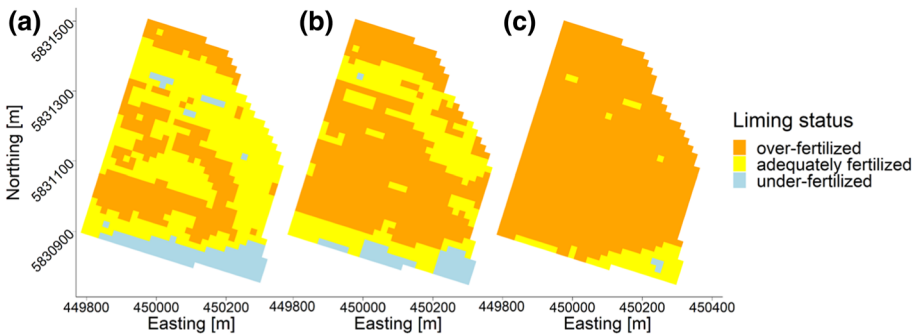 (a) (b) (c)
Northing [m]
5831500
5831300
5831100
5830900
Liming status
over-fertilized
adequately fertilized
under-fertilized
449800 450000 450200 449800 450000 450200 449800 450000 450200 450400
Easting [m] Easting [m] Easting [m]